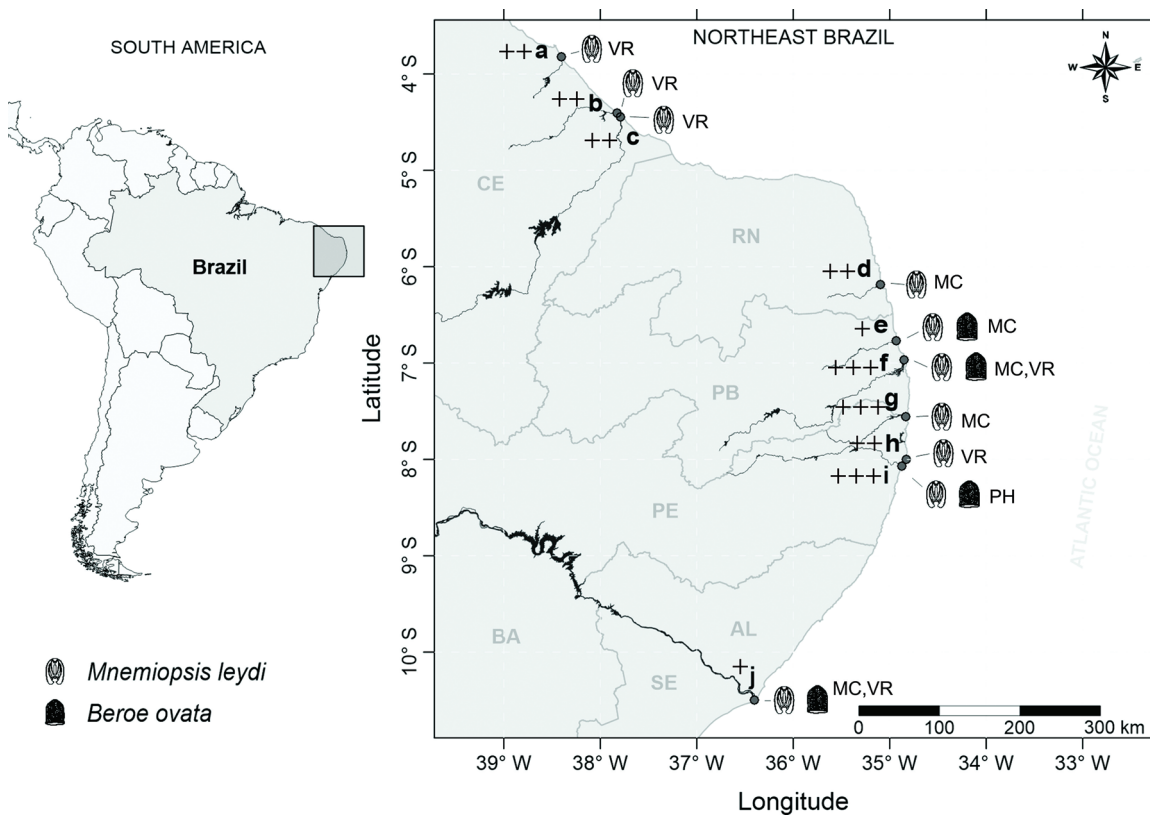 SOUTH AMERICA
Brazil
Mnemiopsis leydi
Beroe ovata
NORTHEAST BRAZIL
N
W E
S
Latitude
4° S
5° S
6° S
7° S
8° S
9° S
10° S
++ a VR
++ b VR
++ c VR
CE
RN
++ d MC
+ e MC
+++ f MC,VR
PB
+++ g MC
++ h VR
+++ i PH
PE
ATLANTIC OCEAN
BA
AL
SE
+ j MC,VR
0 100 200 300 km
39° W 38° W 37° W 36° W 35° W 34° W 33° W
Longitude